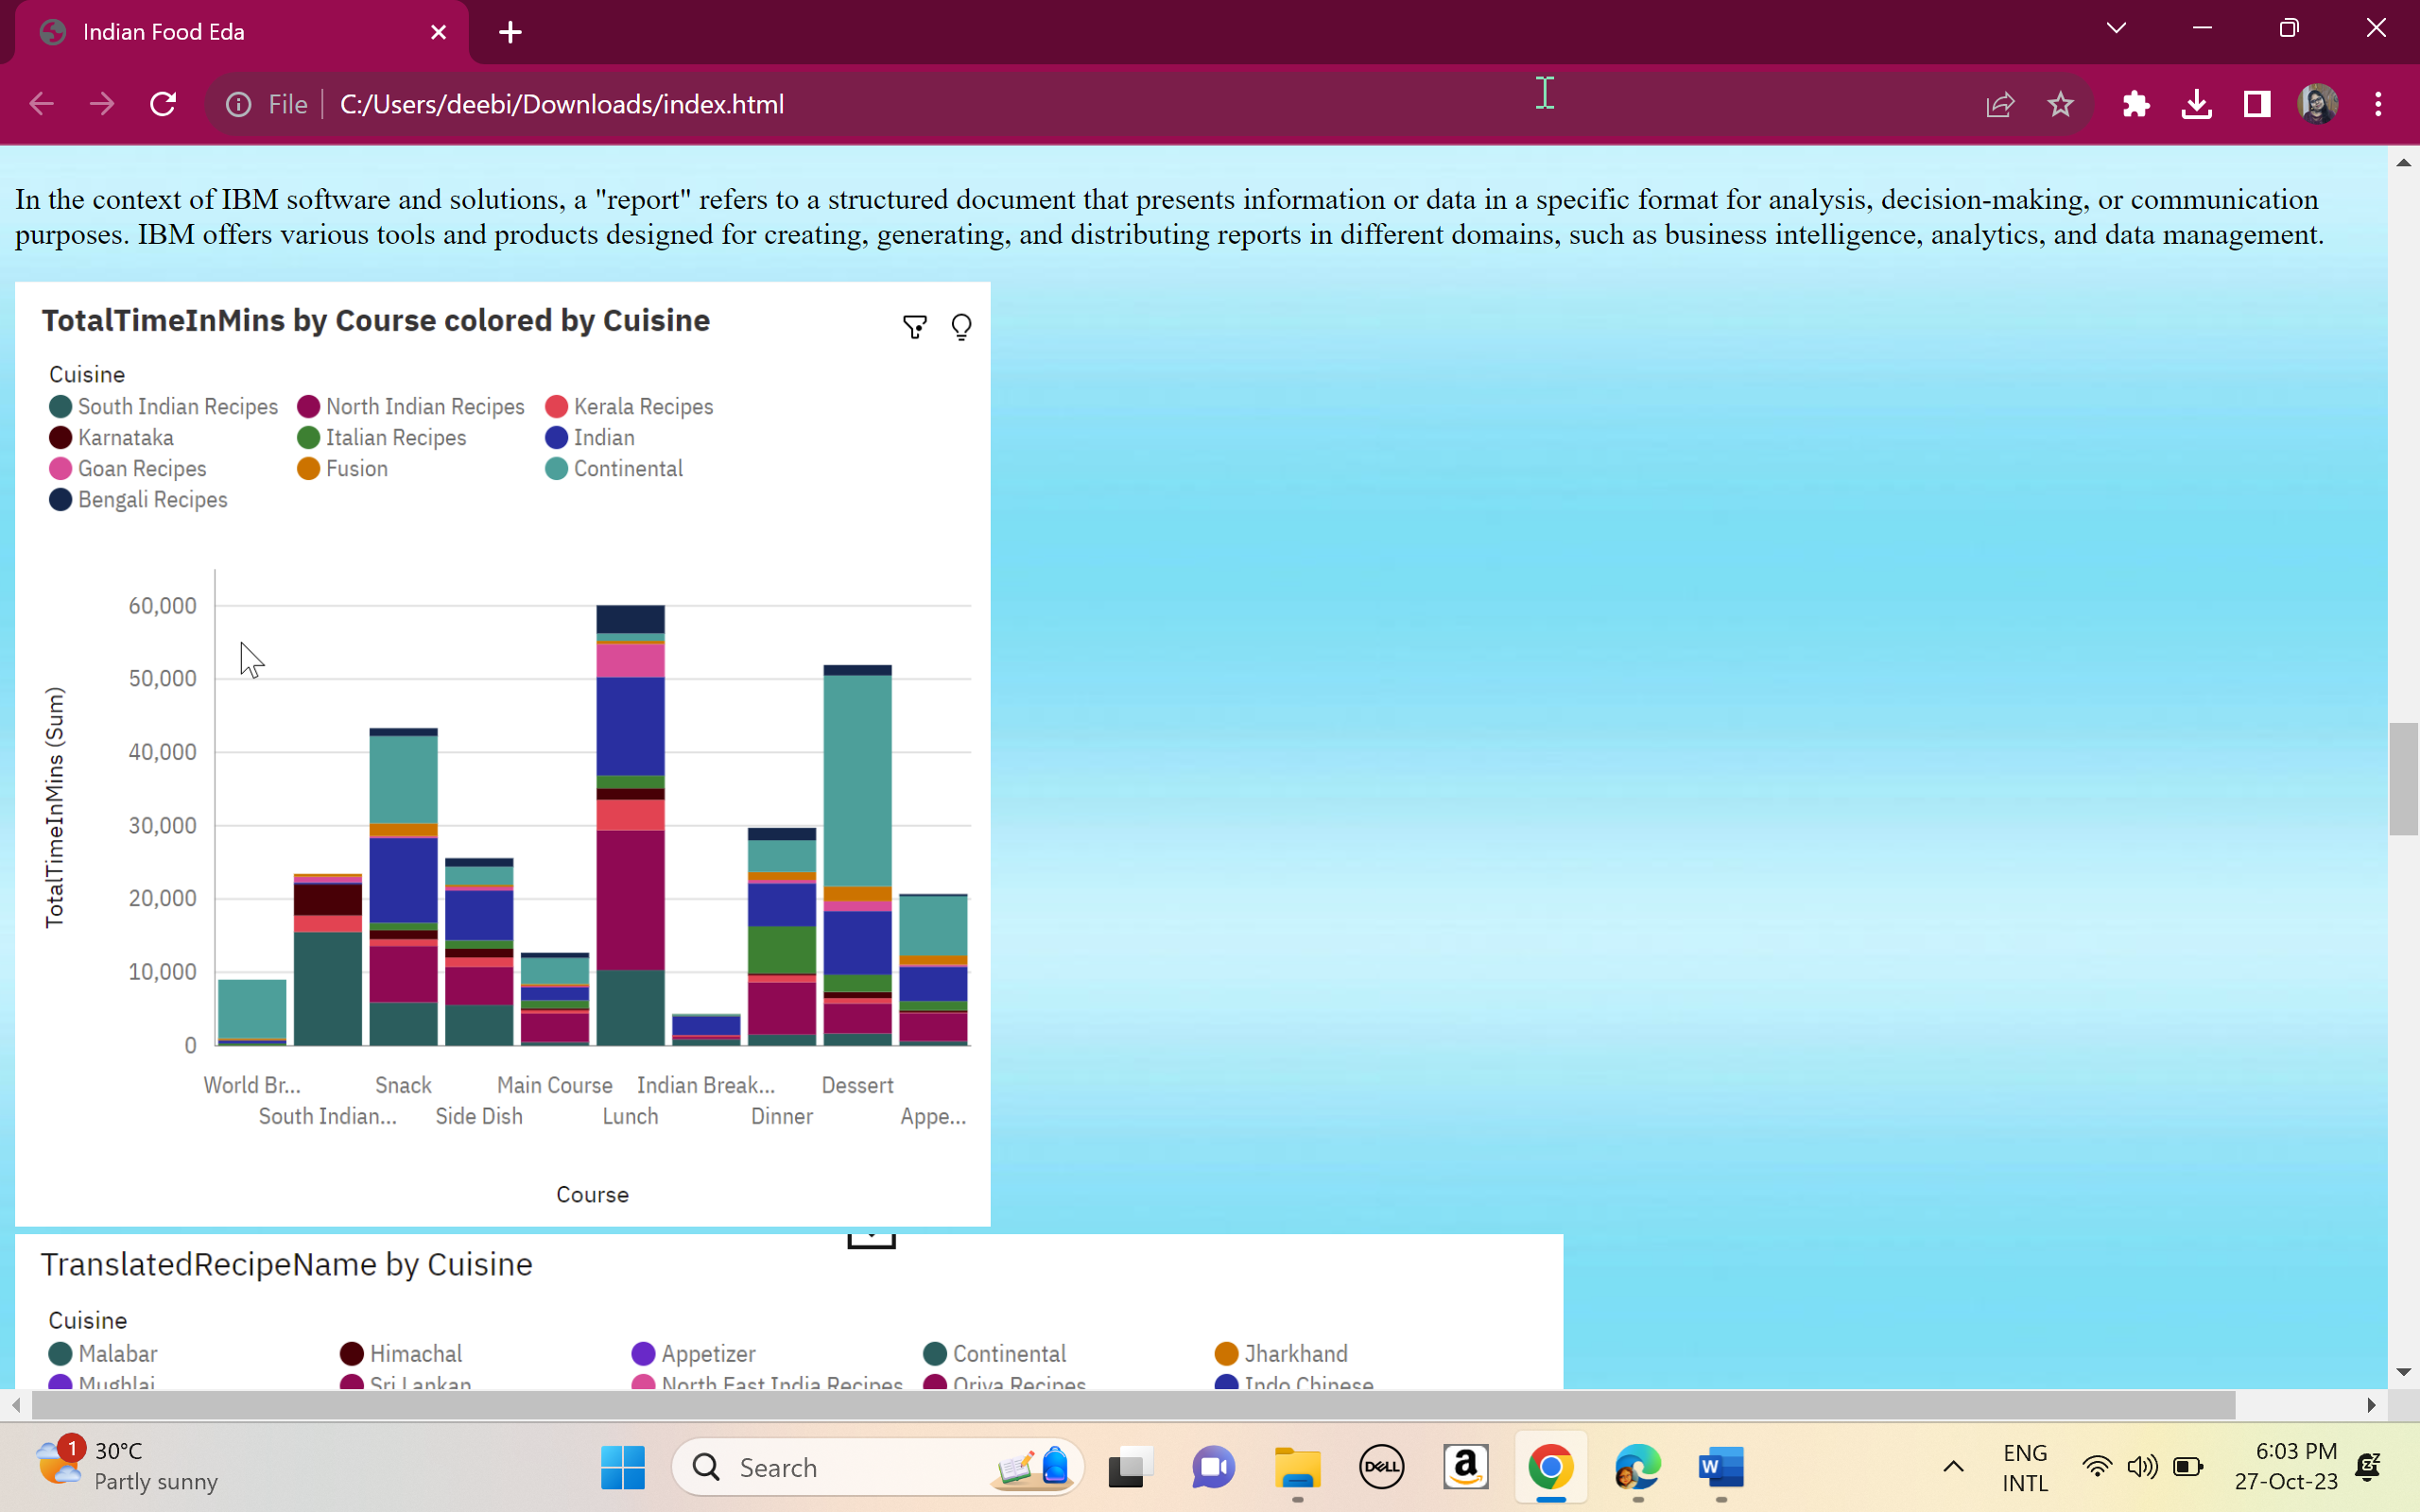 Indian Food Eda
File
C:/Users/deebi/Downloads/index.html
In the context of IBM software and solutions, a "report" refers to a structured document that presents information or data in a specific format for analysis, decision-making, or communication
purposes. IBM offers various tools and products designed for creating, generating, and distributing reports in different domains, such as business intelligence, analytics, and data management.
TotalTimeInMins by Course colored by Cuisine
Cuisine
South Indian Recipes North Indian Recipes Kerala Recipes
Karnataka Italian Recipes Indian
Goan Recipes Fusion Continental
Bengali Recipes
TotalTimeInMins (Sum)
60,000
50,000
40,000
30,000
20,000
10,000
0
World Br... Snack Main Course Indian Break... Dessert
South Indian... Side Dish Lunch Dinner Appe...
Course
TranslatedRecipeName by Cuisine
Cuisine
Malabar Himachal Appetizer Continental Jharkhand
Mughlai Sri Lankan North East India Recipes Oriya Recipes Indo Chinese
1
30°C
Partly sunny
Search
DELL
a
W
ENG
INTL
6:03 PM
27-Oct-23